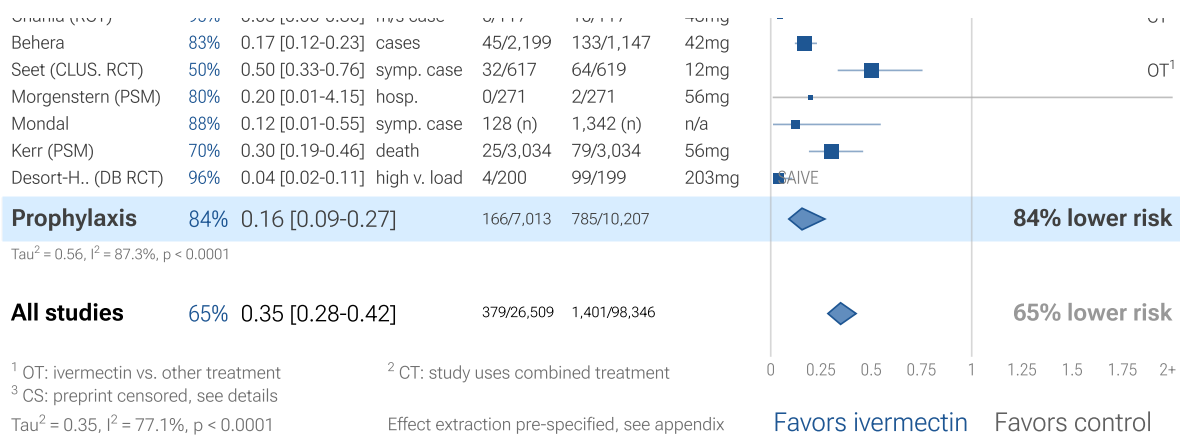 Behera 83% 0.17 [0.12-0.23] cases 45/2,199 133/1,147 42mg
Seet (CLUS. RCT) 50% 0.50 [0.33-0.76] symp. case 32/617 64/619 12mg OT1
Morgenstern (PSM) 80% 0.20 [0.01-4.15] hosp. 0/271 2/271 56mg
Mondal 88% 0.12 [0.01-0.55] symp. case 128 (n) 1,342 (n) n/a
Kerr (PSM) 70% 0.30 [0.19-0.46] death 25/3,034 79/3,034 56mg
Desort-H.. (DB RCT) 96% 0.04 [0.02-0.11] high v. load 4/200 99/199 203mg SAIVE
Prophylaxis 84% 0.16 [0.09-0.27] 166/7,013 785/10,207 84% lower risk
Tau2 = 0.56, I2 = 87.3%, p < 0.0001
All studies 65% 0.35 [0.28-0.42] 379/26,509 1,401/98,346 65% lower risk
0 0.25 0.5 0.75 1 1.25 1.5 1.75 2+
1 OT: ivermectin vs. other treatment 2 CT: study uses combined treatment
3 CS: preprint censored, see details
Tau2 = 0.35, I2 = 77.1%, p < 0.0001 Effect extraction pre-specified, see appendix Favors ivermectin Favors control